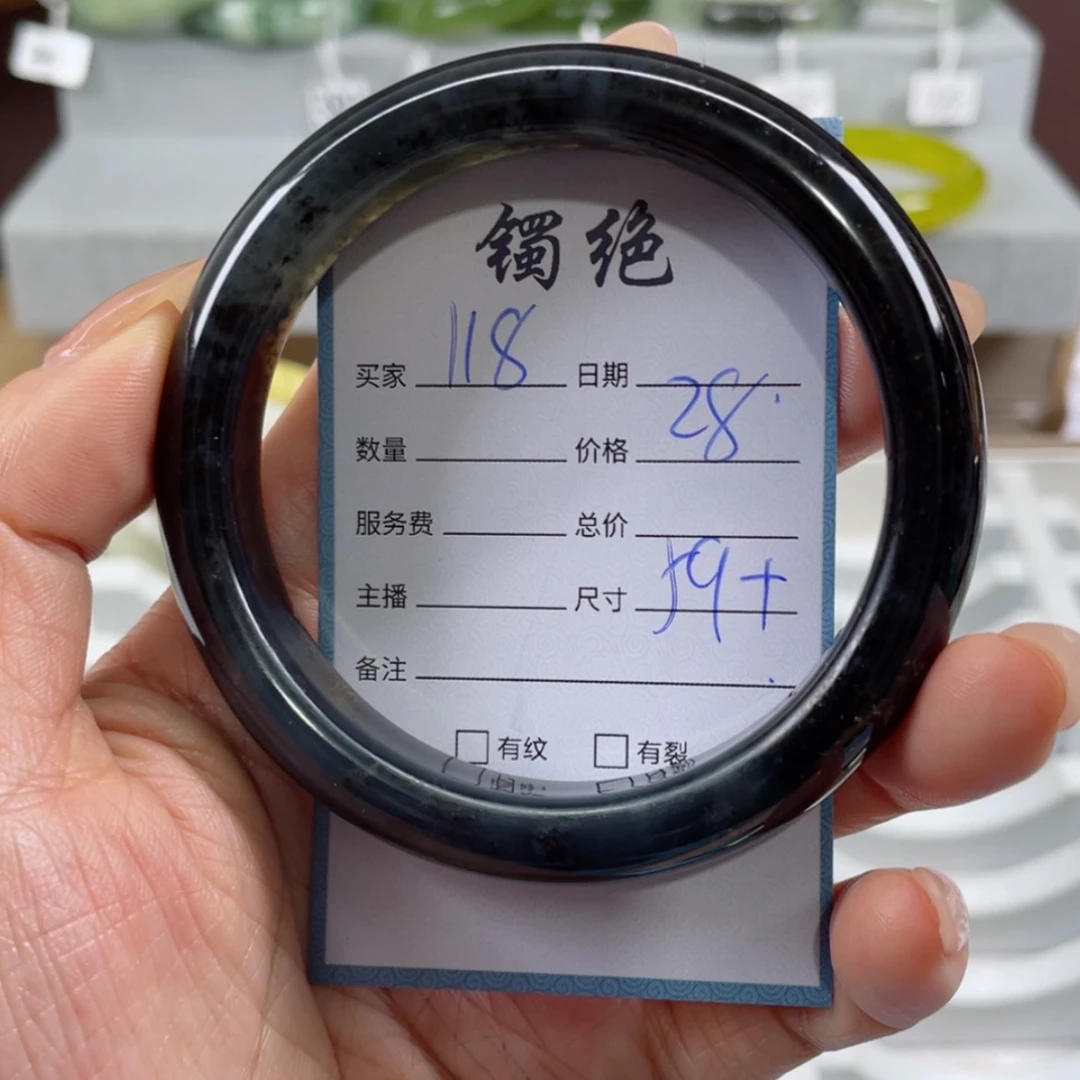 镯绝
买家 118 日期
数量 价格 28
服务费 总价
主播 尺寸 59+
备注
有纹 有裂